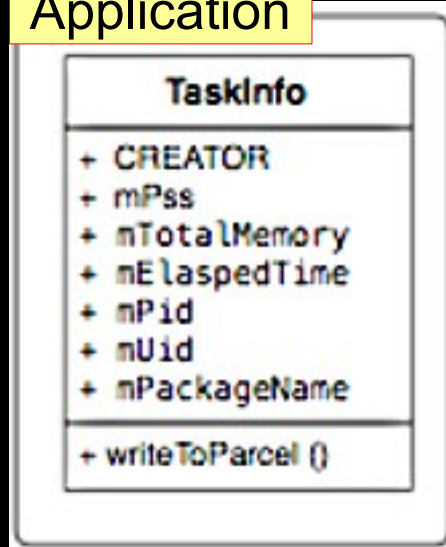 Application
TaskInfo
+ CREATOR
+ mPss
+ mTotalMemory
+ mElaspedTime
+ mPid
+ mUid
+ mPackageName
+ writeToParcel ()